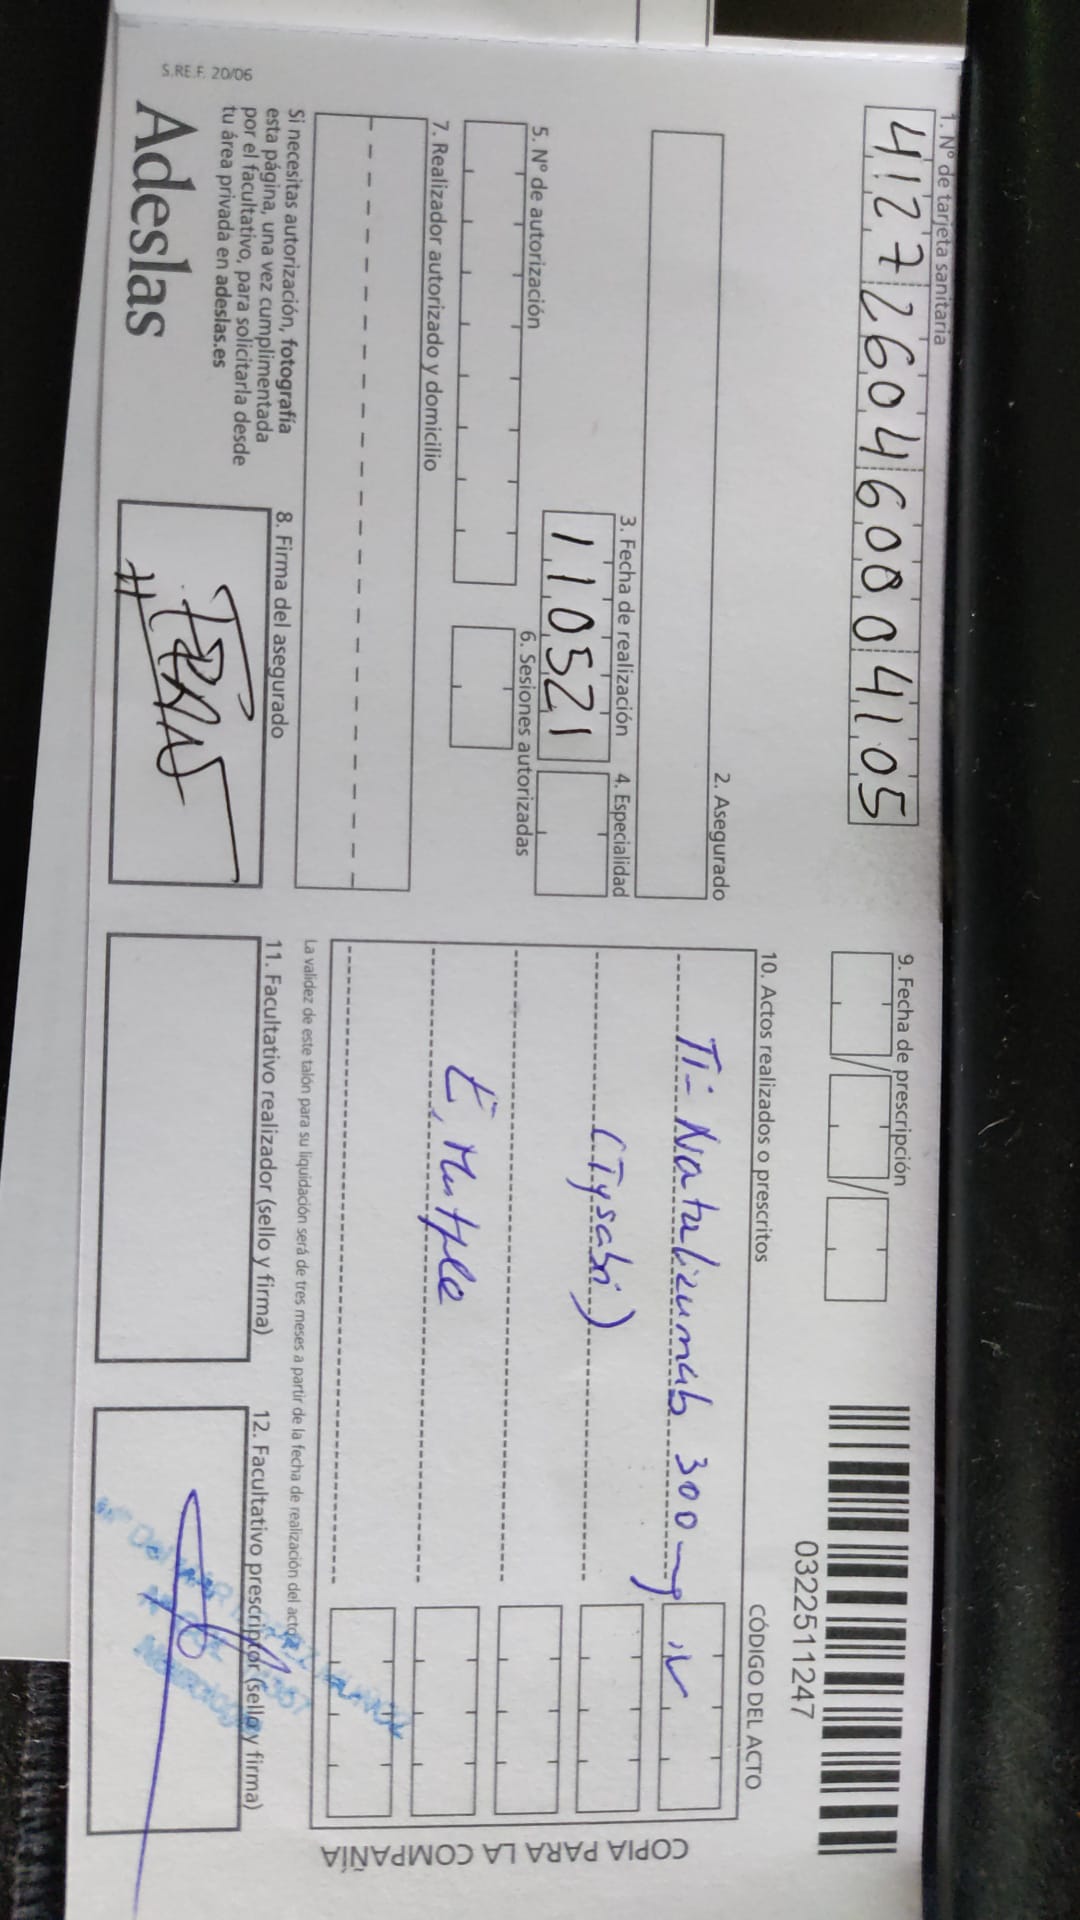 1. Nº de tarjeta sanitaria
4127260460004105
2. Asegurado
3. Fecha de realización
110521
4. Especialidad
5. Nº de autorización
6. Sesiones autorizadas
7. Realizador autorizado y domicilio
Si necesitas autorización, fotografía
esta página, una vez cumplimentada
por el facultativo, para solicitarla desde
tu área privada en adeslas.es
S.RE.F. 20/06
Adeslas
8. Firma del asegurado
9. Fecha de prescripción
/ /
0322511247
10. Actos realizados o prescritos
CÓDIGO DEL ACTO
Natalizumab 300 mg iv
(Tysabri)
La validez de este talón para su liquidación será de tres meses a partir de la fecha de realización del acto
11. Facultativo realizador (sello y firma)
12. Facultativo prescriptor (sello y firma)
Neurología
COPIA PARA LA COMPAÑÍA